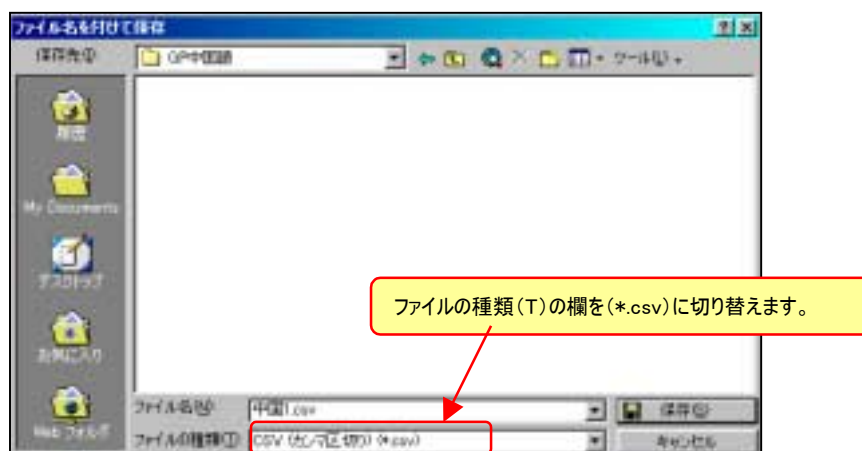 ファイル名を付けて保存
保存先(I)
GP中国語
ツール(L)
履歴
My Documents
デスクトップ
お気に入り
Web フォルダ
ファイルの種類(T)の欄を(*.csv)に切り替えます。
ファイル名(N)
中国1.csv
保存(S)
ファイルの種類(T)
CSV (カンマ区切り) (*.csv)
キャンセル